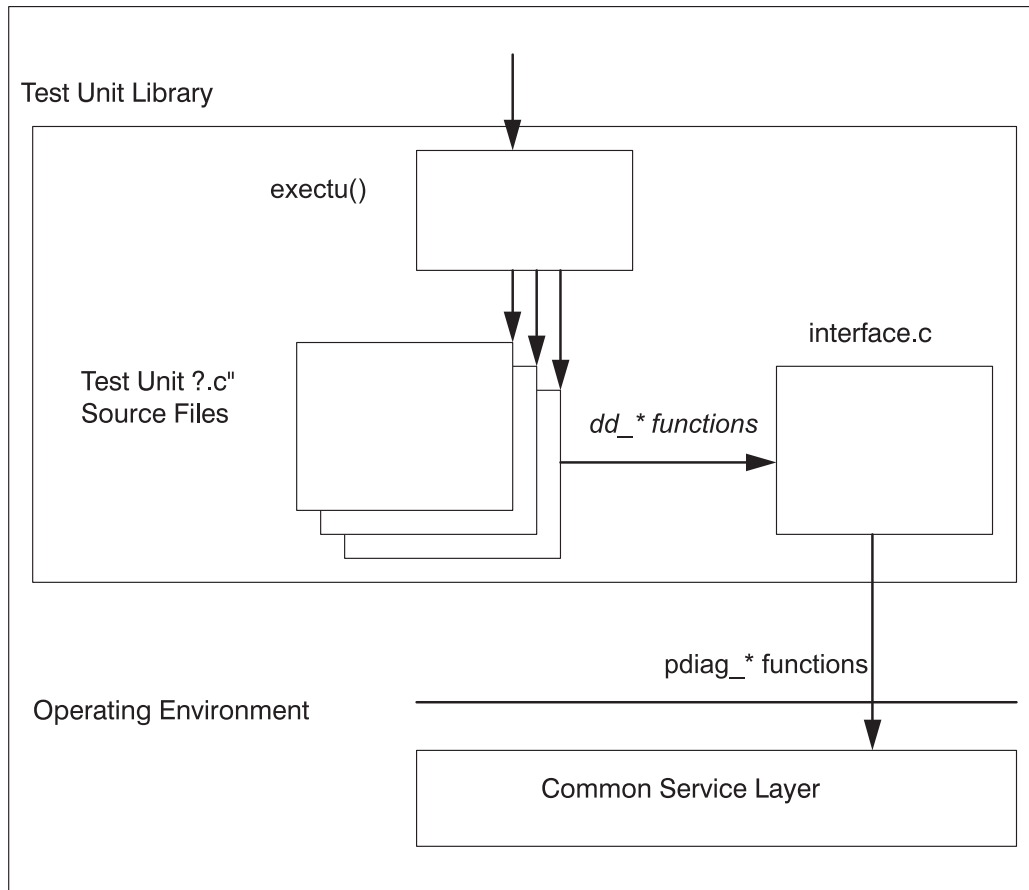 Test Unit Library
exectu()
interface.c
Test Unit ?.c"
Source Files
dd_* functions
pdiag_* functions
Operating Environment
Common Service Layer